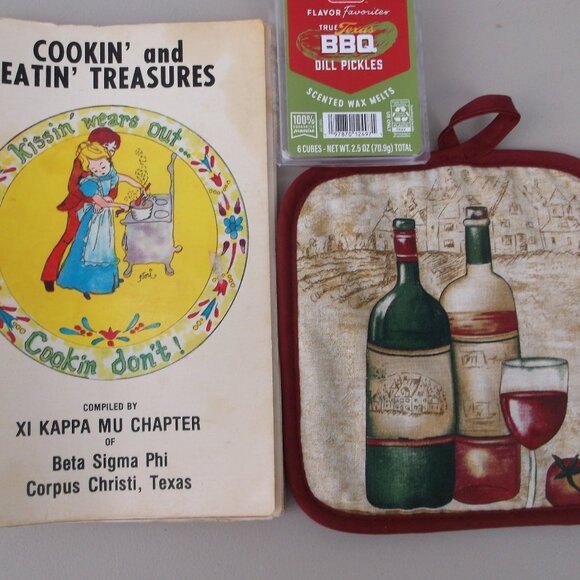 COOKIN' and
EATIN' TREASURES
Kissin' wears out...
Cookin don't!
COMPILED BY
XI KAPPA MU CHAPTER
OF
Beta Sigma Phi
Corpus Christi, Texas
FLAVOR Favorites
TRUE Texas
BBQ
DILL PICKLES
SCENTED WAX MELTS
100%
6 CUBES - NET WT. 2.5 OZ (70.9g) TOTAL